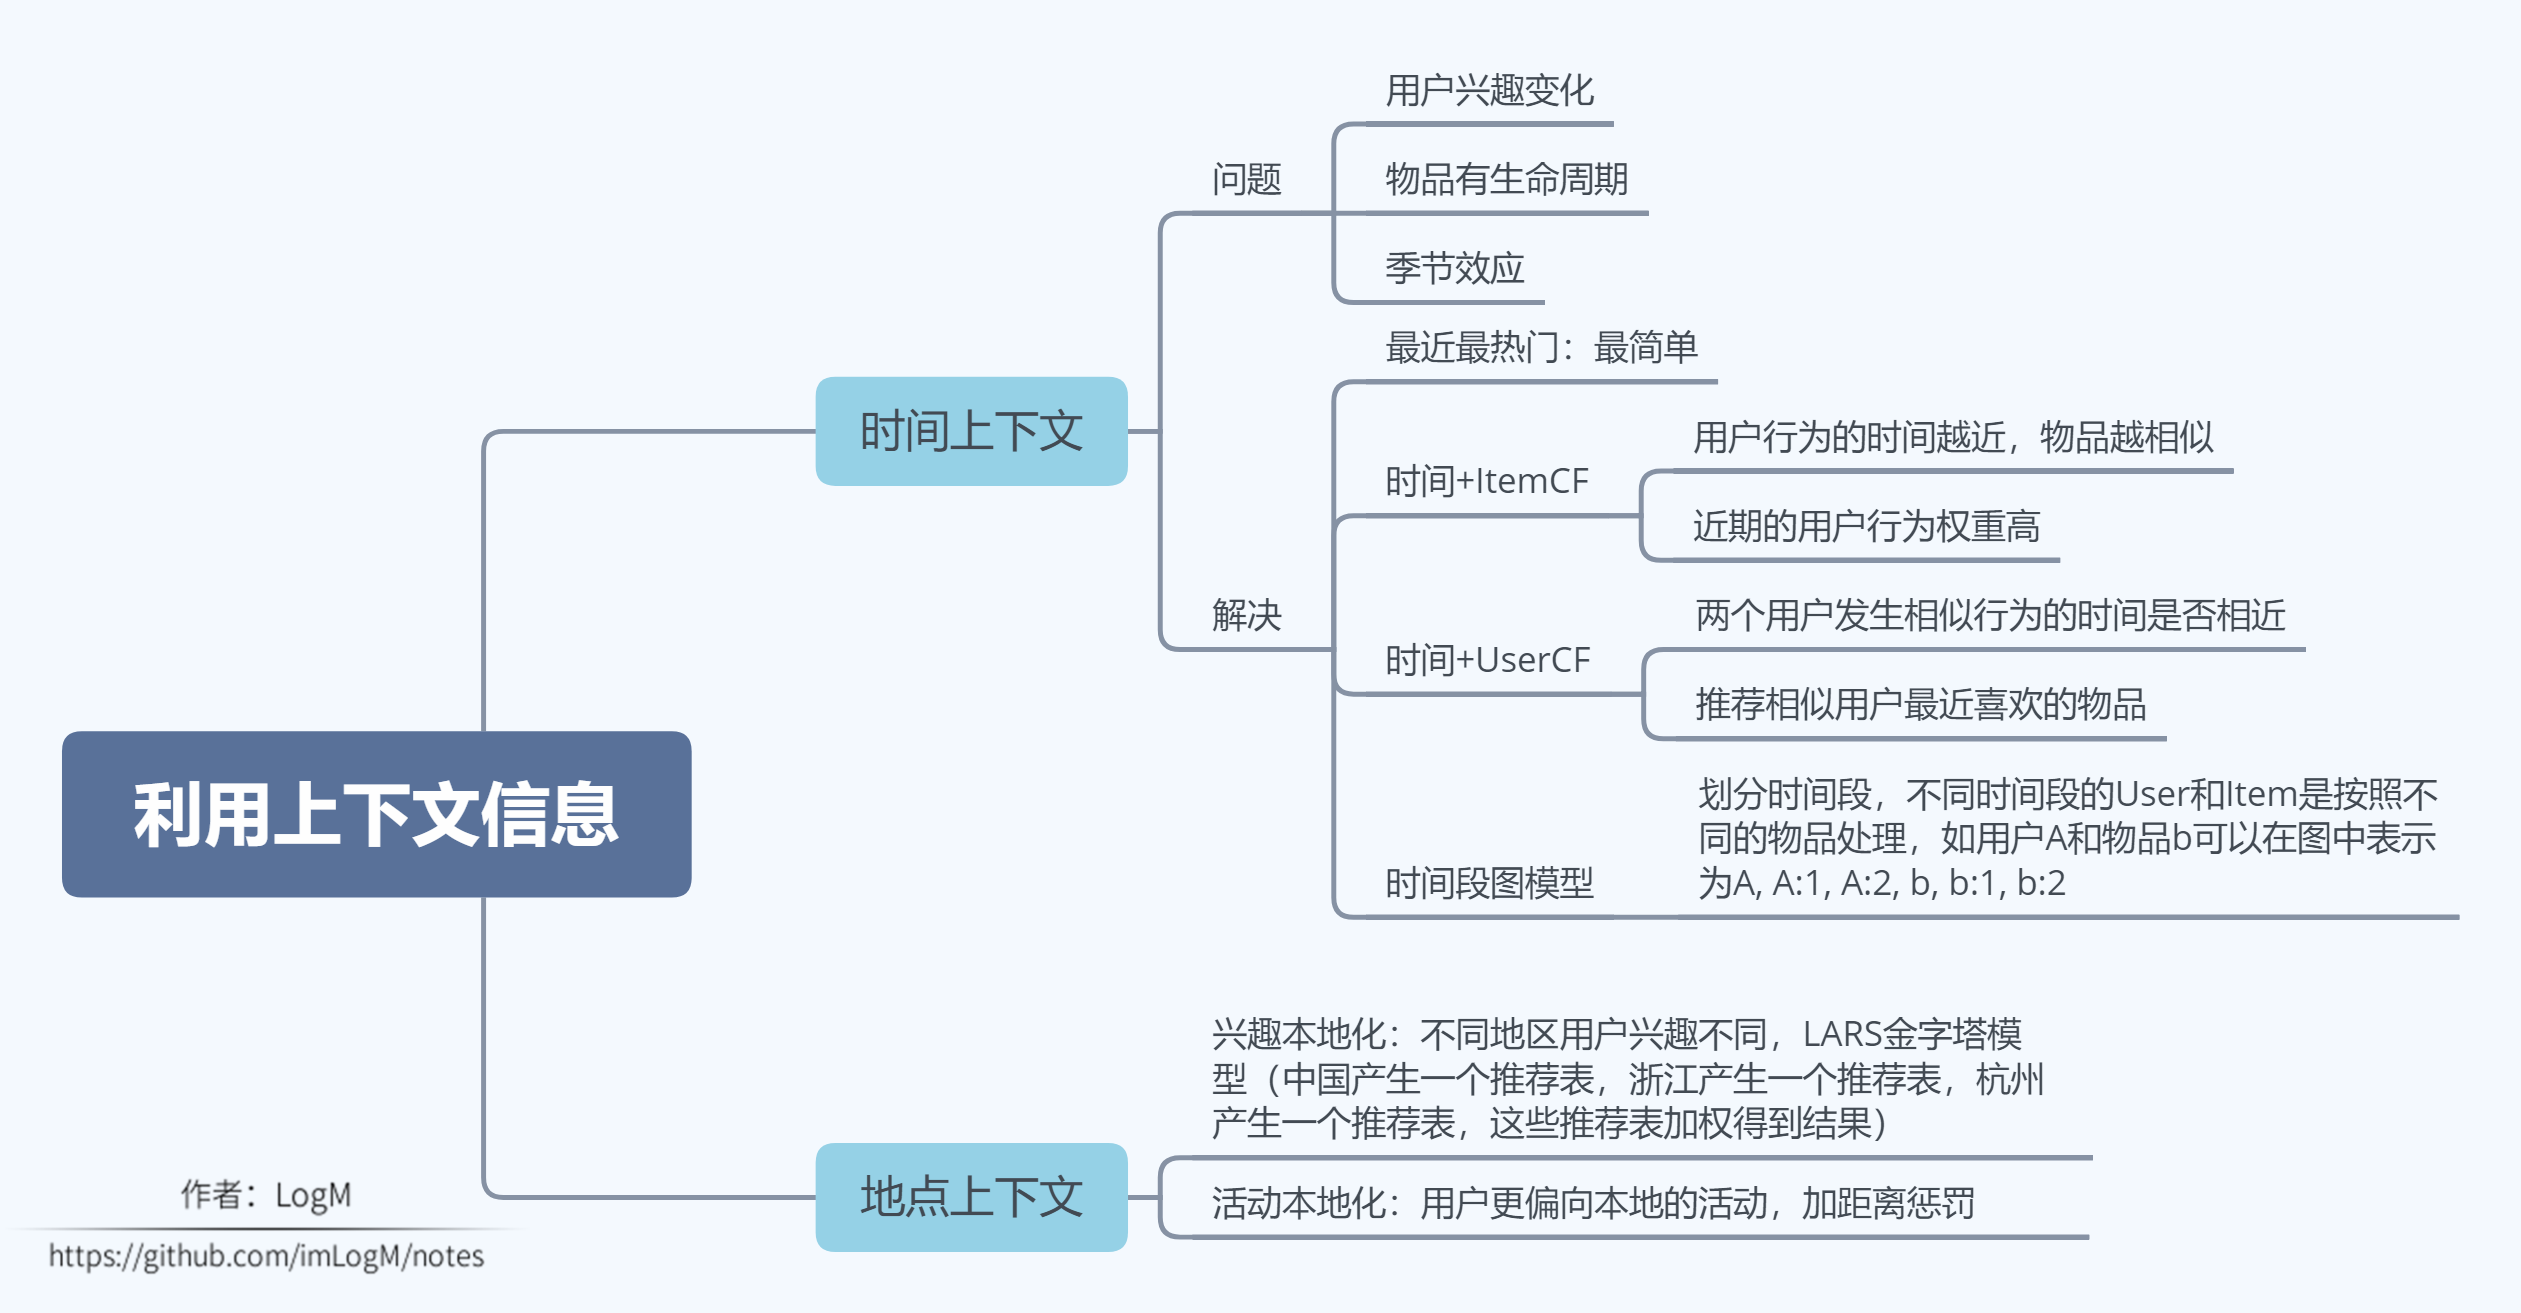 利用上下文信息
时间上下文
问题
用户兴趣变化
物品有生命周期
季节效应
解决
最近最热门：最简单
时间+ItemCF
用户行为的时间越近，物品越相似
近期的用户行为权重高
时间+UserCF
两个用户发生相似行为的时间是否相近
推荐相似用户最近喜欢的物品
时间段图模型
划分时间段，不同时间段的User和Item是按照不
同的物品处理，如用户A和物品b可以在图中表示
为A, A:1, A:2, b, b:1, b:2
地点上下文
兴趣本地化：不同地区用户兴趣不同，LARS金字塔模
型（中国产生一个推荐表，浙江产生一个推荐表，杭州
产生一个推荐表，这些推荐表加权得到结果）
活动本地化：用户更偏向本地的活动，加距离惩罚
作者：LogM
https://github.com/imLogM/notes